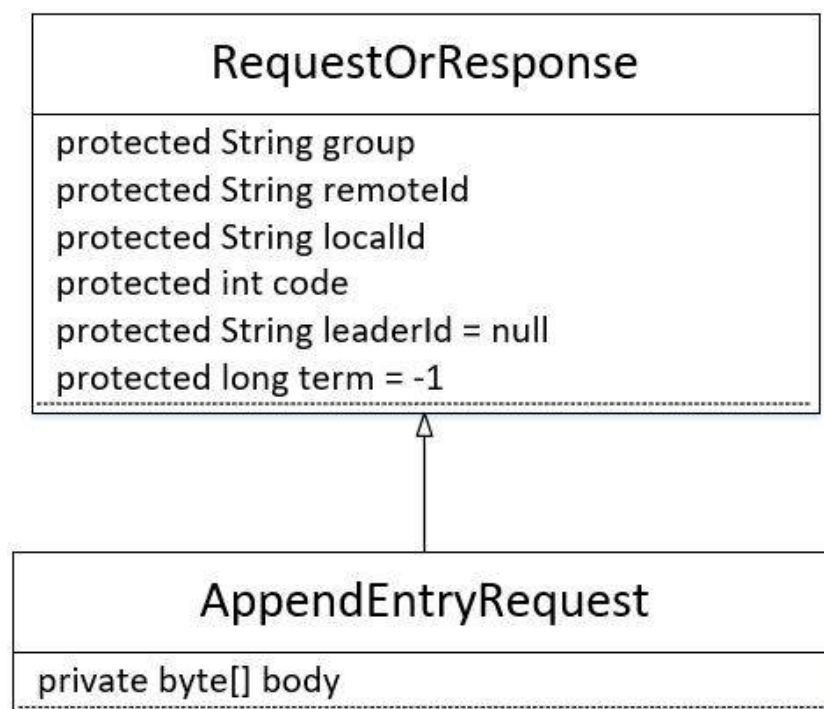 RequestOrResponse
protected String group
protected String remoteId
protected String localId
protected int code
protected String leaderId = null
protected long term = -1
AppendEntryRequest
private byte[] body